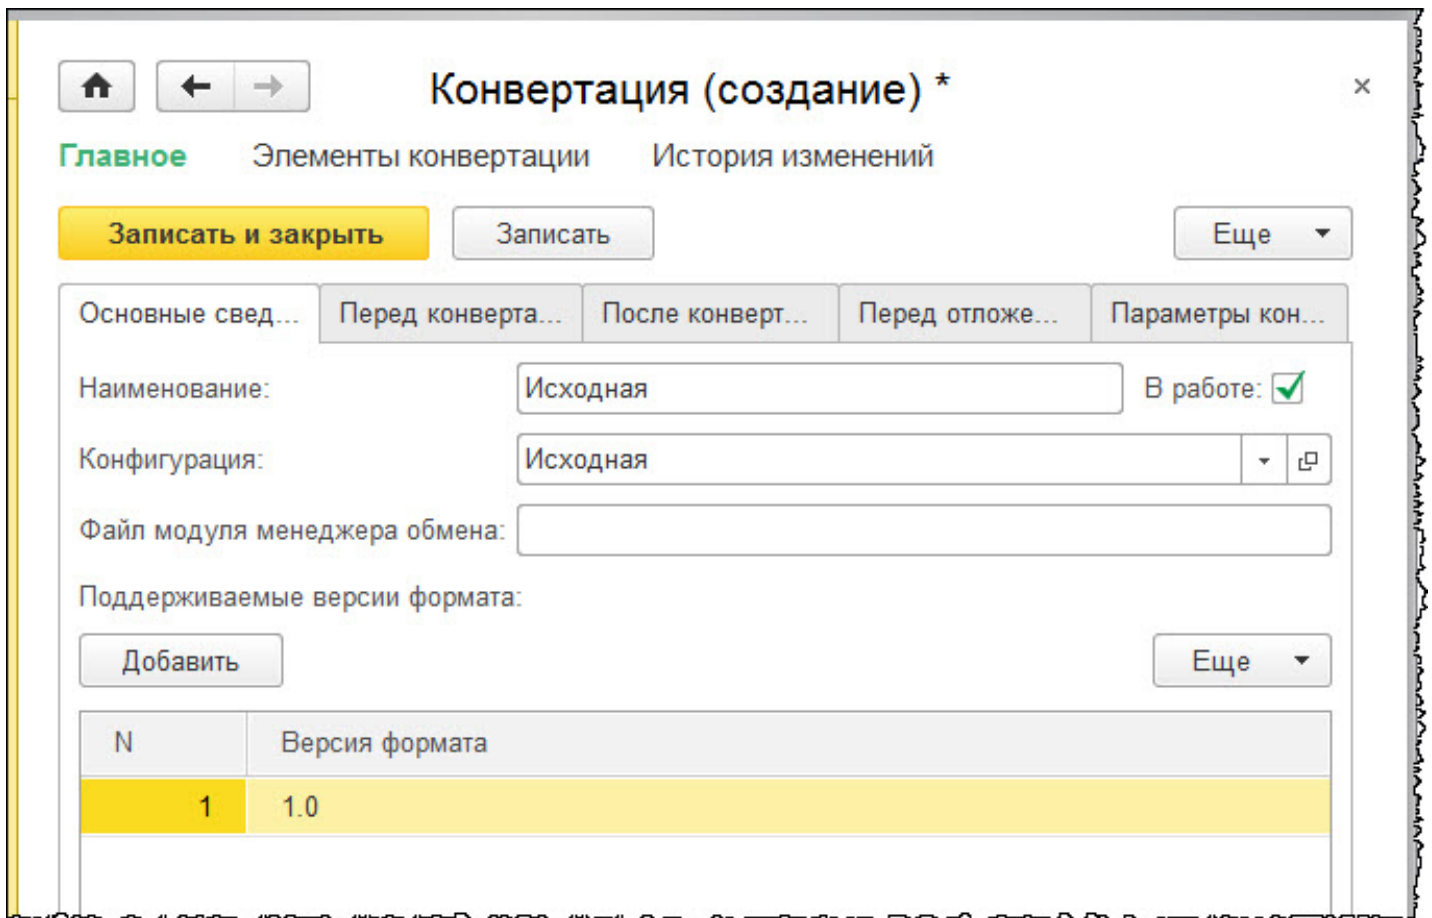 Конвертация (создание) *
Главное Элементы конвертации История изменений
Записать и закрыть Записать Еще
Основные свед... Перед конверта... После конверт... Перед отложе... Параметры кон...
Наименование: Исходная В работе:
Конфигурация: Исходная
Файл модуля менеджера обмена:
Поддерживаемые версии формата:
Добавить Еще
N Версия формата
1 1.0